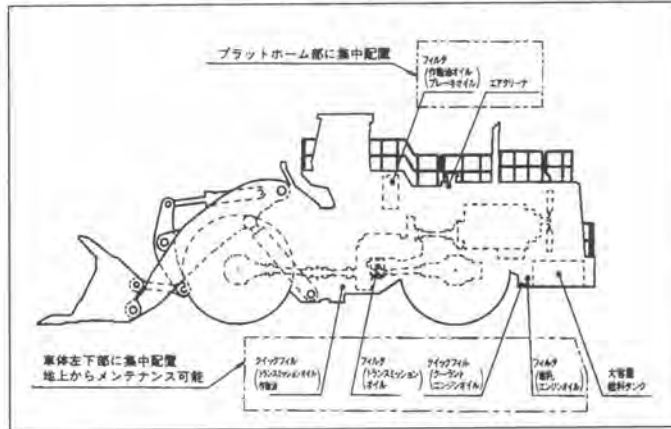 プラットホーム部に集中配置
フィルタ
(作動油オイル
ブレーキオイル)
エアクリーナ
車体左下部に集中配置
地上からメンテナンス可能
クイックフィル
(トランスミッションオイル
作動油)
フィルタ
(トランスミッション
オイル)
クイックフィル
(クーラント
エンジンオイル)
フィルタ
(燃料
エンジンオイル)
大容量
燃料タンク